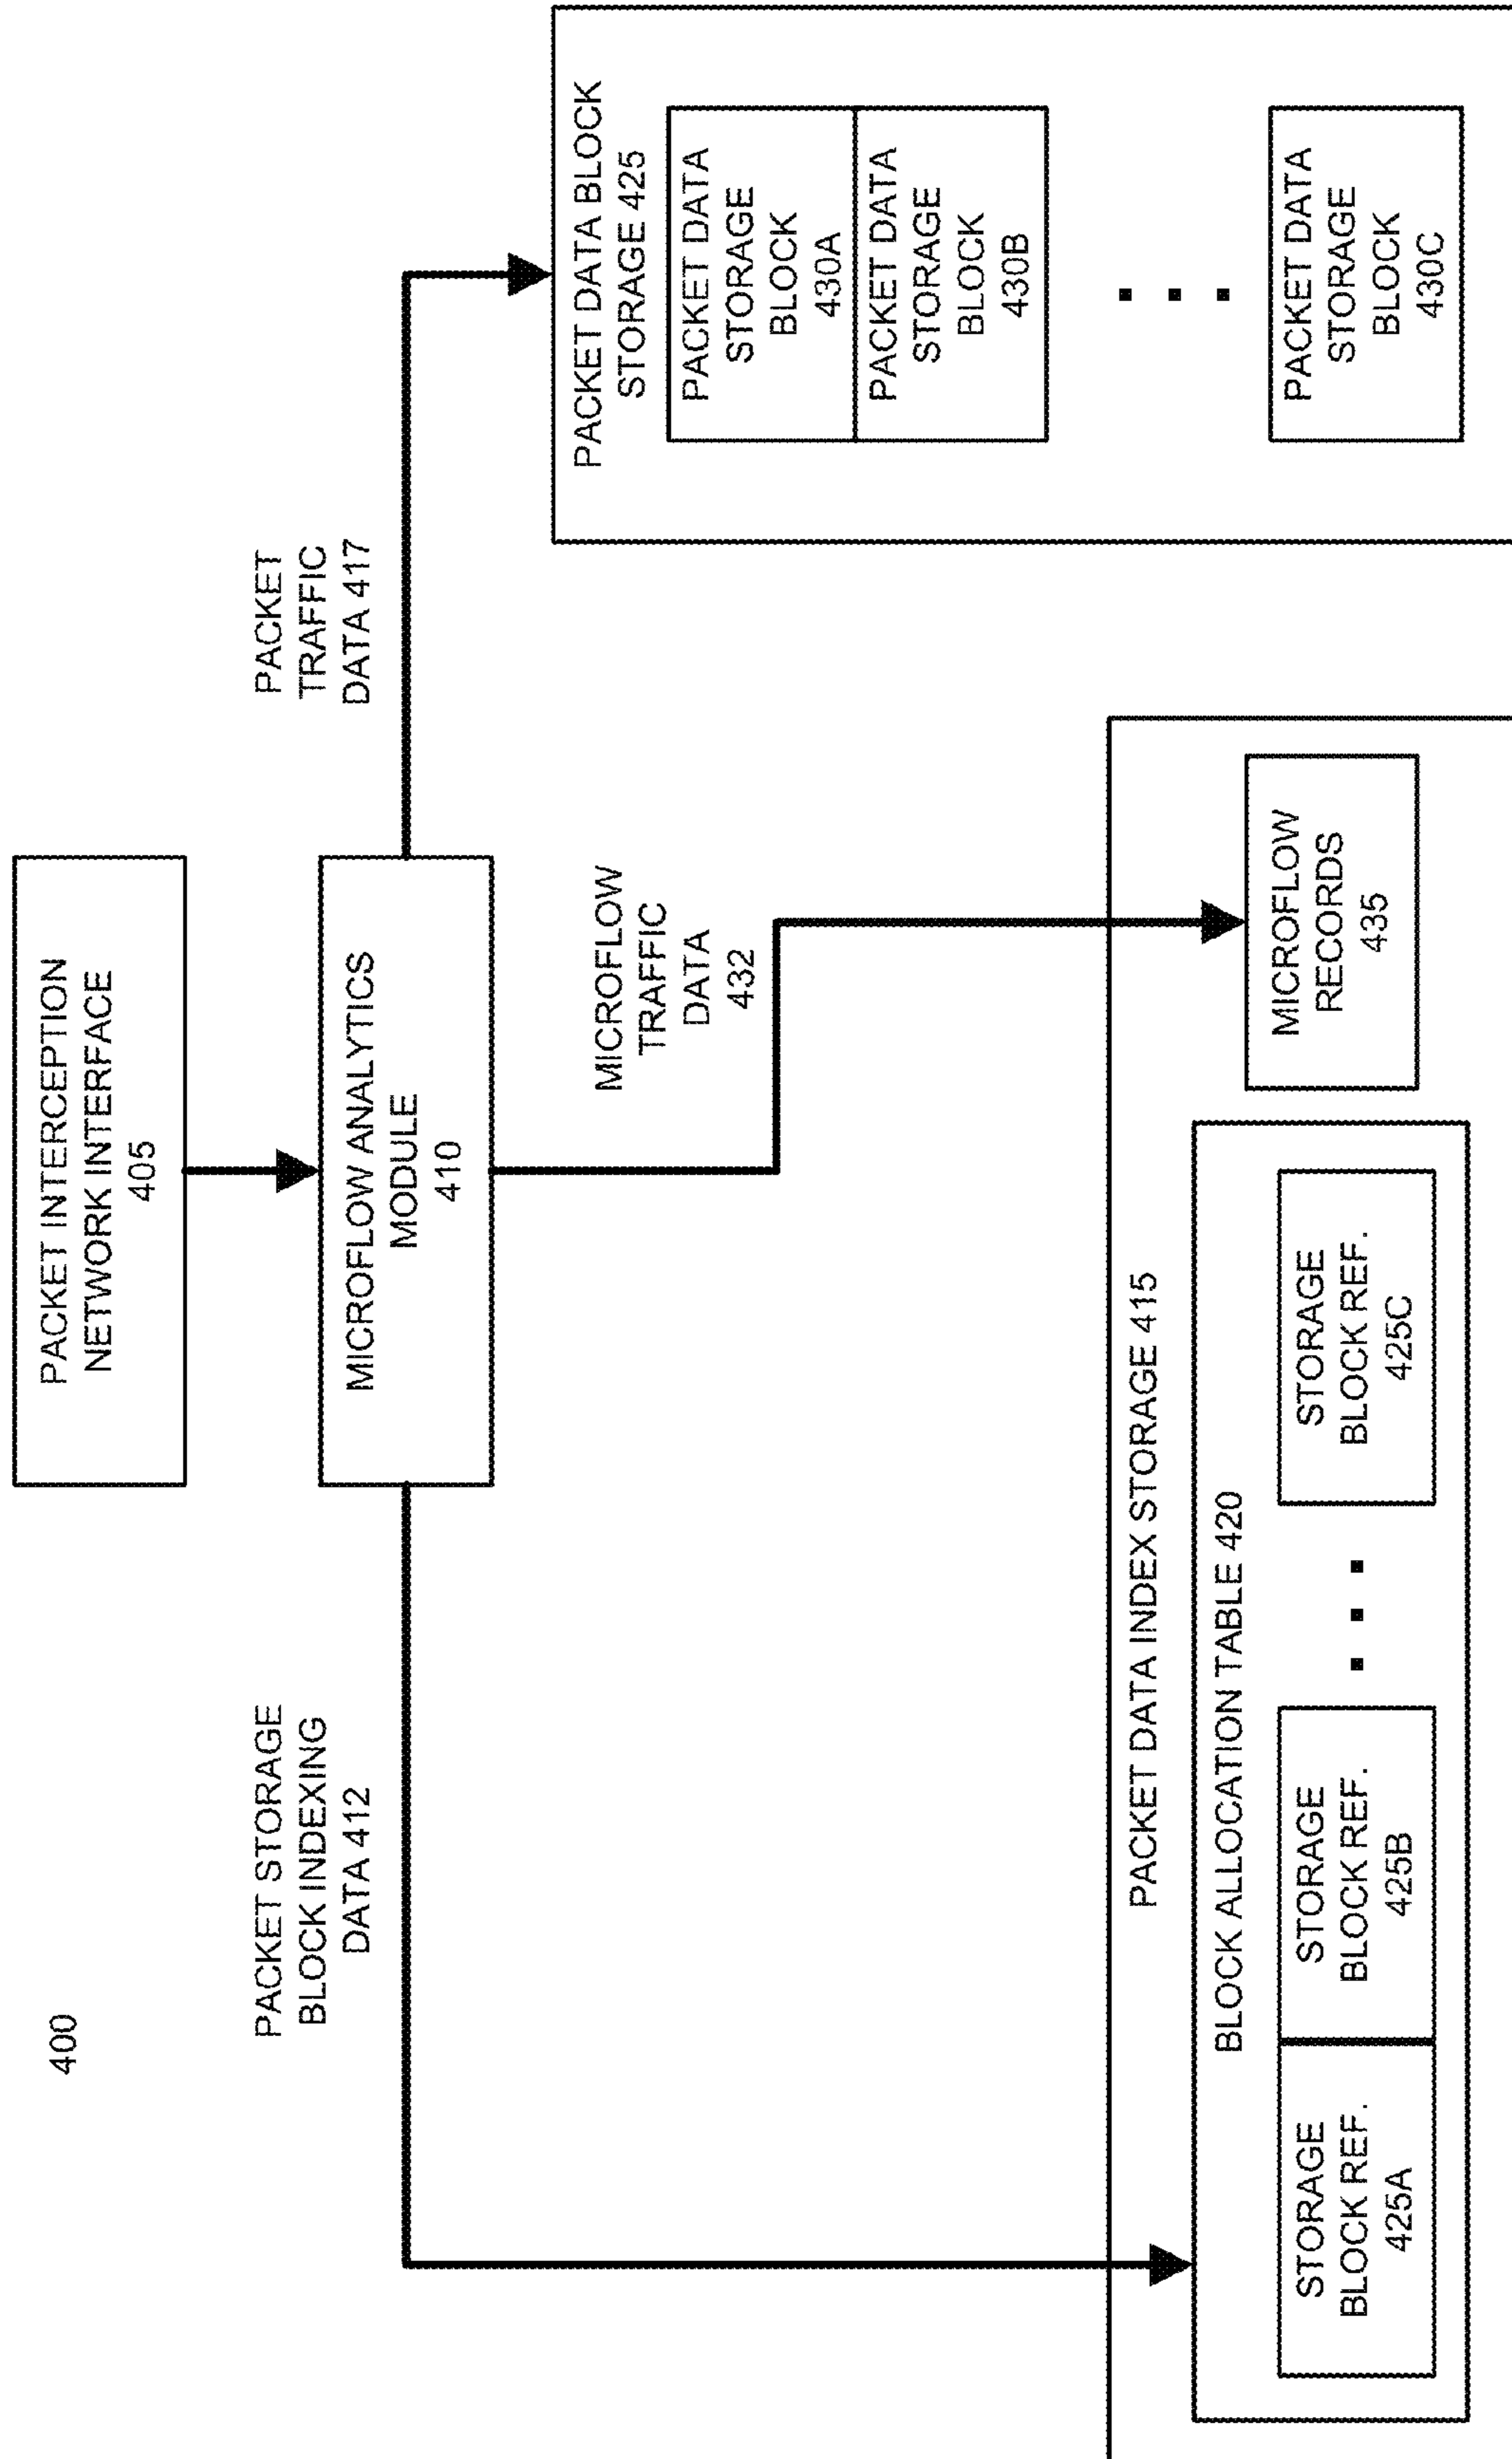 400
PACKET INTERCEPTION
NETWORK INTERFACE
405
MICROFLOW ANALYTICS
MODULE
410
PACKET STORAGE
BLOCK INDEXING
DATA 412
PACKET
TRAFFIC
DATA 417
MICROFLOW
TRAFFIC
DATA
432
PACKET DATA INDEX STORAGE 415
BLOCK ALLOCATION TABLE 420
STORAGE
BLOCK REF.
425A
STORAGE
BLOCK REF.
425B
STORAGE
BLOCK REF.
425C
MICROFLOW
RECORDS
435
PACKET DATA BLOCK
STORAGE 425
PACKET DATA
STORAGE
BLOCK
430A
PACKET DATA
STORAGE
BLOCK
430B
PACKET DATA
STORAGE
BLOCK
430C